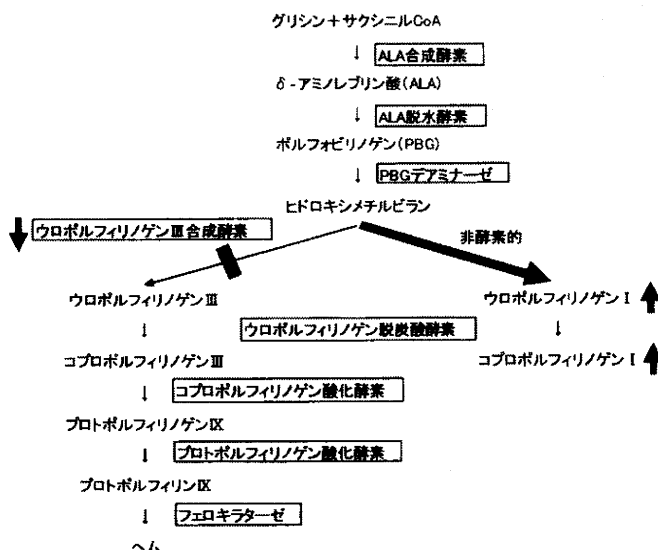 グリシン＋サクシニルCoA
↓ ALA合成酵素
δ-アミノレブリン酸(ALA)
↓ ALA脱水酵素
ポルフォビリノゲン(PBG)
↓ PBGデアミナーゼ
ヒドロキシメチルビラン
ウロポルフィリノゲンⅢ合成酵素
非酵素的
ウロポルフィリノゲンⅢ
ウロポルフィリノゲンⅠ
↓ ウロポルフィリノゲン脱炭酸酵素 ↓
コプロポルフィリノゲンⅢ
コプロポルフィリノゲンⅠ
↓ コプロポルフィリノゲン酸化酵素
プロトポルフィリノゲンⅨ
↓ プロトポルフィリノゲン酸化酵素
プロトポルフィリンⅨ
↓ フェロキラターゼ
ヘム